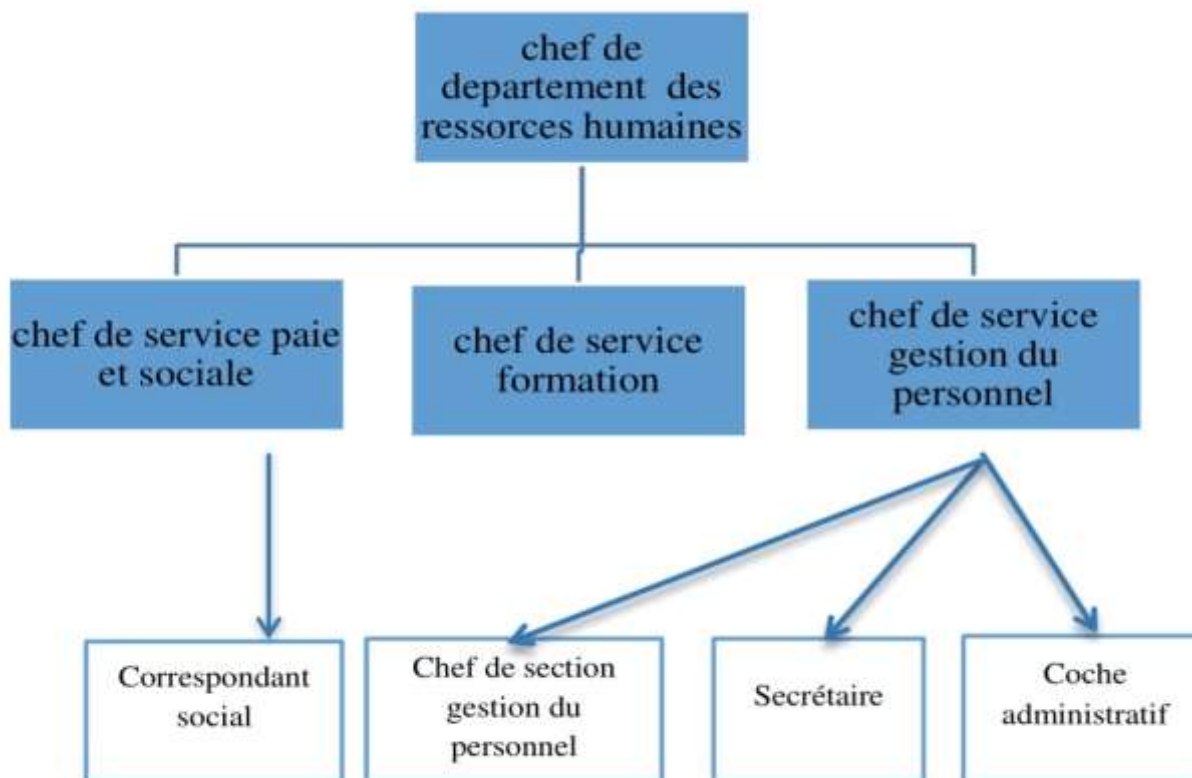 chef de
departement des
ressorces humaines
chef de service paie
et sociale
chef de service
formation
chef de service
gestion du
personnel
Correspondant
social
Chef de section
gestion du
personnel
Secrétaire
Coche
administratif